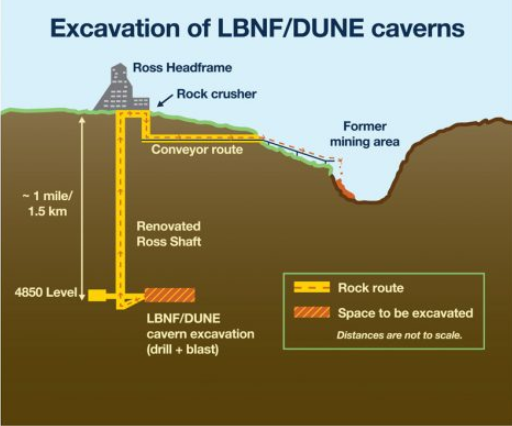 Excavation of LBNF/DUNE caverns
Ross Headframe
Rock crusher
Former
mining area
Conveyor route
~ 1 mile/
1.5 km
Renovated
Ross Shaft
4850 Level
LBNF/DUNE
cavern excavation
(drill + blast)
Rock route
Space to be excavated
Distances are not to scale.